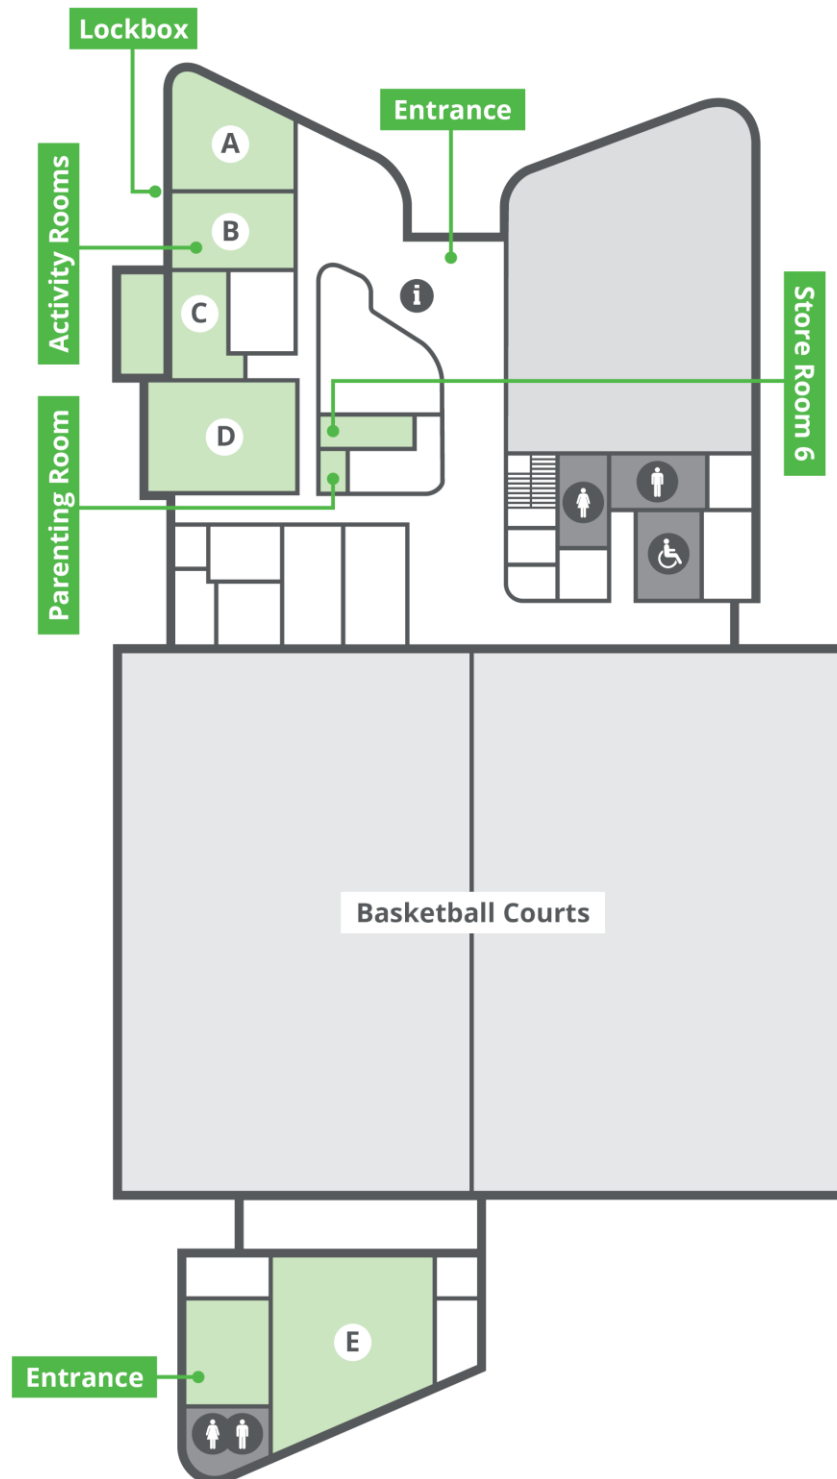 Lockbox
Entrance
Activity Rooms
A
B
C
i
Store Room 6
D
Parenting Room
Basketball Courts
E
Entrance